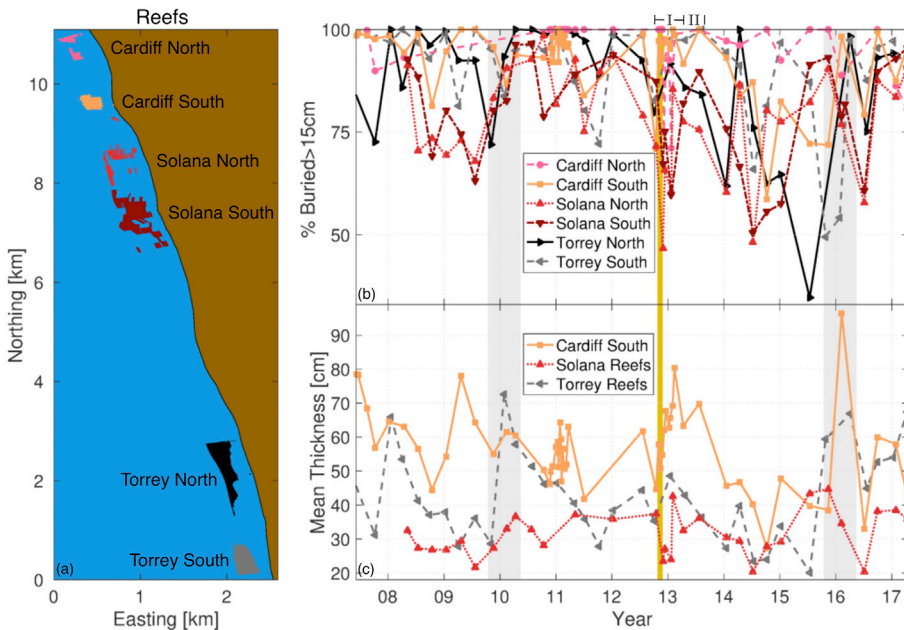 Reefs
Cardiff North
Cardiff South
Solana North
Solana South
Torrey North
Torrey South
10
8
6
4
2
0
Northing [km]
(a)
0 1 2
Easting [km]
I II
100
75
50
% Buried>15cm
Cardiff North
Cardiff South
Solana North
Solana South
Torrey North
Torrey South
(b)
90
80
70
60
50
40
30
20
Mean Thickness [cm]
Cardiff South
Solana Reefs
Torrey Reefs
(c)
08 09 10 11 12 13 14 15 16 17
Year